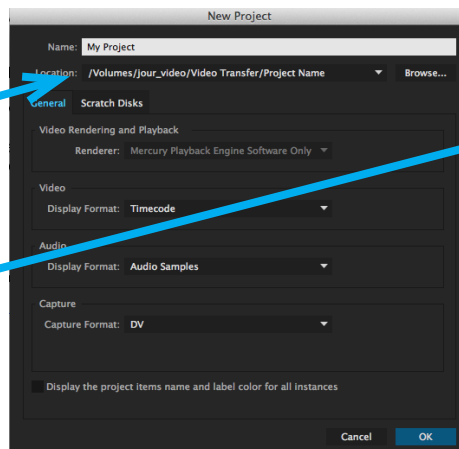 New Project
Name: My Project
Location: /Volumes/jour_video/Video Transfer/Project Name Browse...
General Scratch Disks
Video Rendering and Playback
Renderer: Mercury Playback Engine Software Only
Video
Display Format: Timecode
Audio
Display Format: Audio Samples
Capture
Capture Format: DV
Display the project items name and label color for all instances
Cancel OK